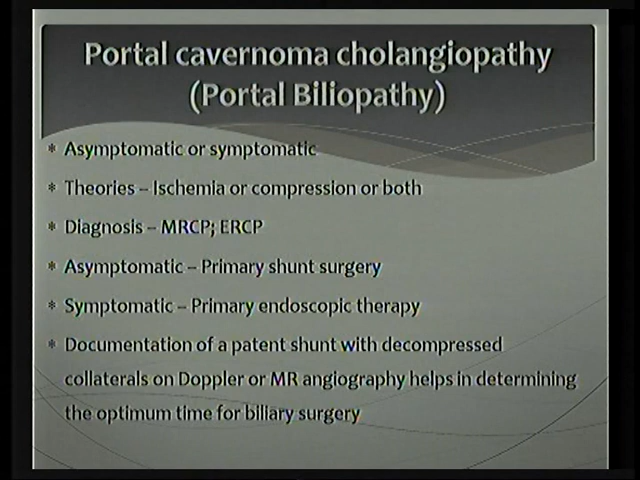 Portal cavernoma cholangiopathy
(Portal Biliopathy)
* Asymptomatic or symptomatic
* Theories – Ischemia or compression or both
* Diagnosis – MRCP; ERCP
* Asymptomatic – Primary shunt surgery
* Symptomatic – Primary endoscopic therapy
* Documentation of a patent shunt with decompressed
collaterals on Doppler or MR angiography helps in determining
the optimum time for biliary surgery